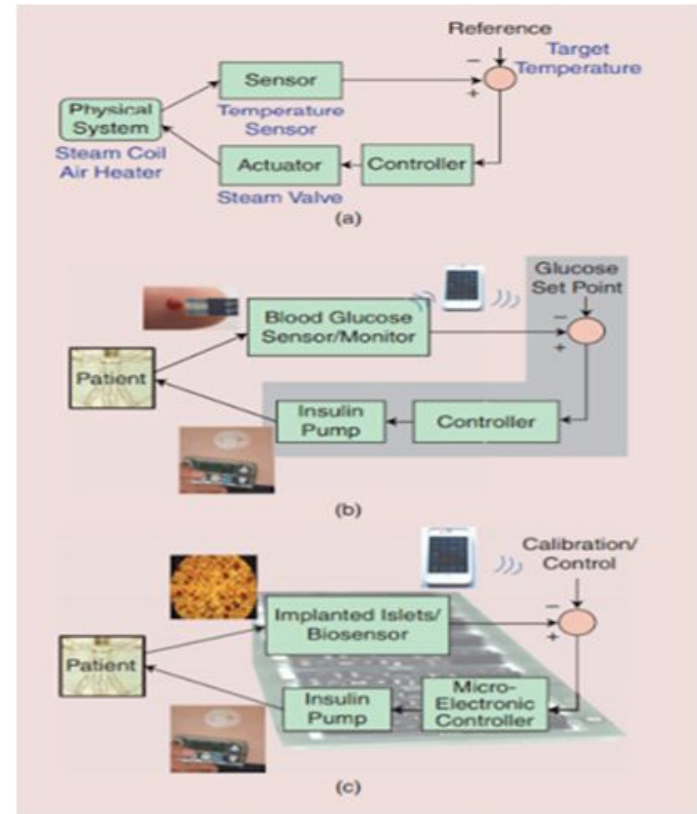 Reference
Target
Temperature
Sensor
Temperature
Sensor
Physical
System
Steam Coil
Air Heater
Actuator
Controller
Steam Valve
(a)
Glucose
Set Point
Blood Glucose
Sensor/Monitor
Patient
Insulin
Pump
Controller
(b)
Calibration/
Control
Implanted Islets/
Biosensor
Patient
Insulin
Pump
Micro-
Electronic
Controller
(c)